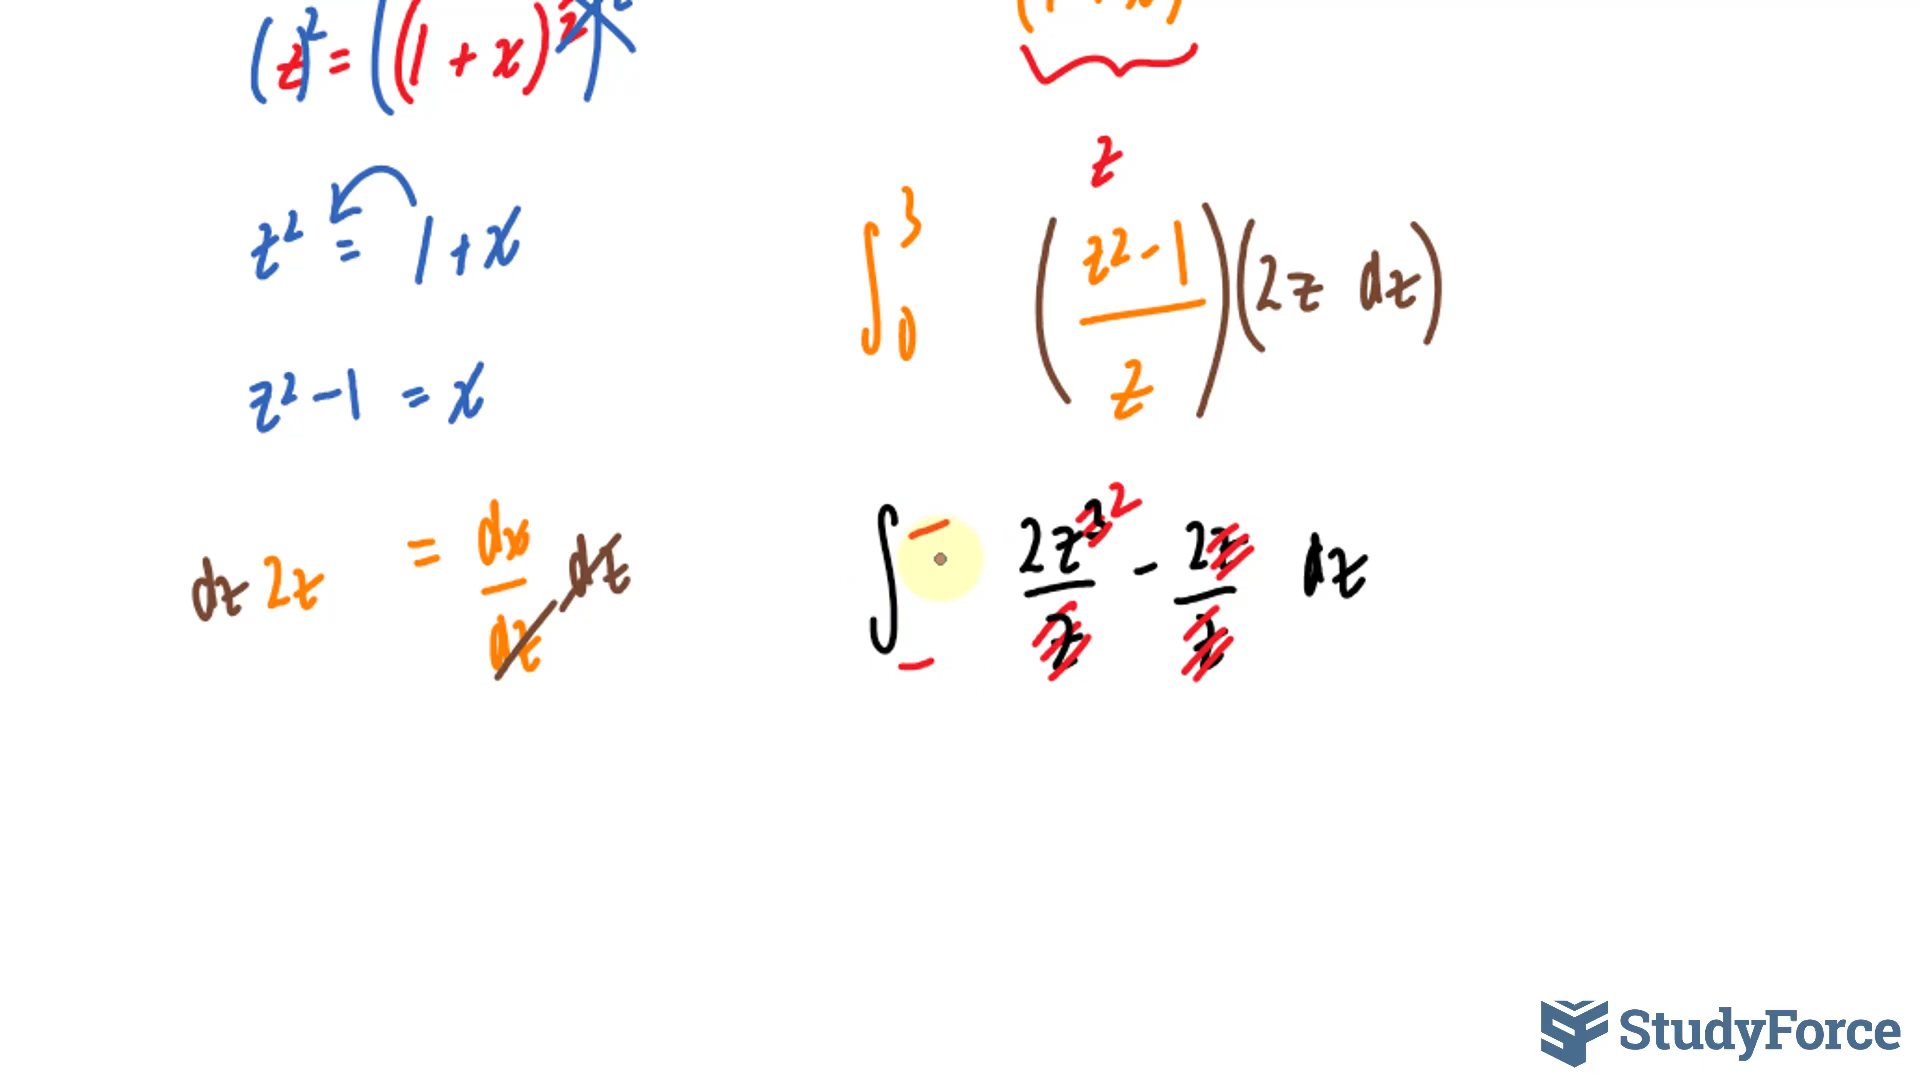 (z)² = ((1 + x)
z
z² = 1 + x
∫₀³ ((z² - 1)/z)(2z dz)
z² - 1 = x
dz 2z = dx/dz dz
∫ 2z³ ²/z - 2z/z dz
StudyForce